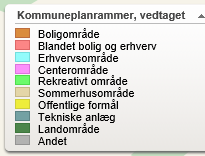 Kommuneplanrammer, vedtaget
Boligområde
Blandet bolig og erhverv
Erhvervsområde
Centerområde
Rekreativt område
Sommerhusområde
Offentlige formål
Tekniske anlæg
Landområde
Andet